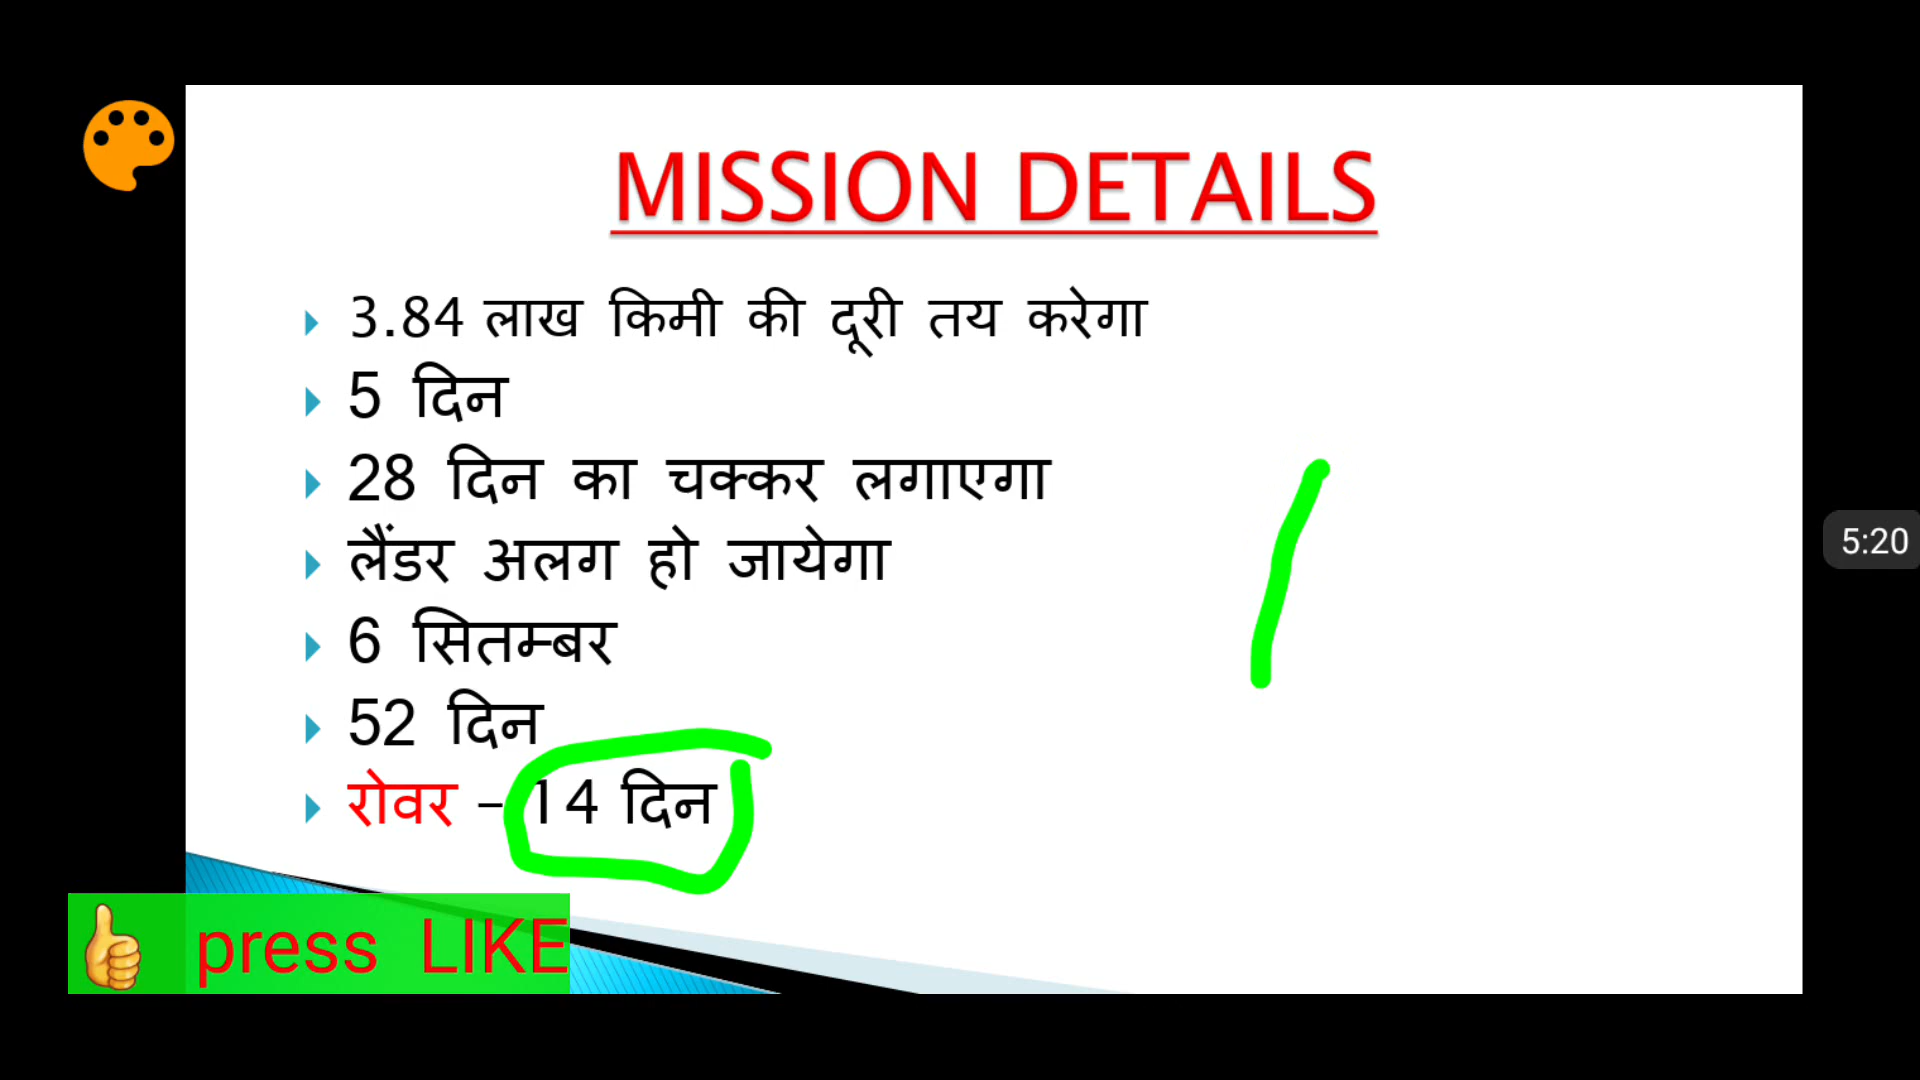 MISSION DETAILS
3.84 लाख किमी की दूरी तय करेगा
5 दिन
28 दिन का चक्कर लगाएगा
लैंडर अलग हो जायेगा
6 सितम्बर
52 दिन
रोवर – 14 दिन
press LIKE
5:20